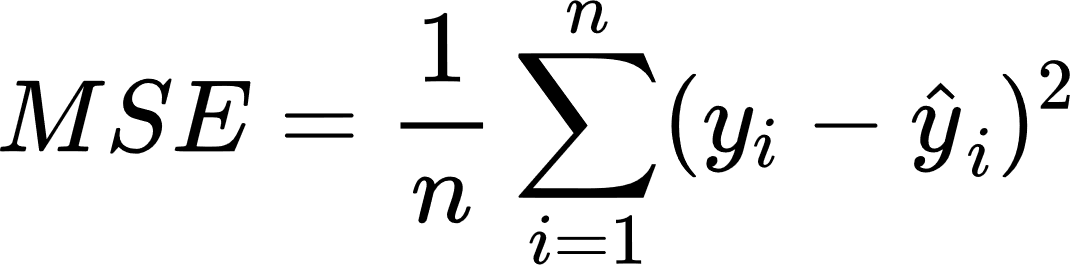 MSE = \frac{1}{n} \sum_{i=1}^{n} (y_i - \hat{y}_i)^2